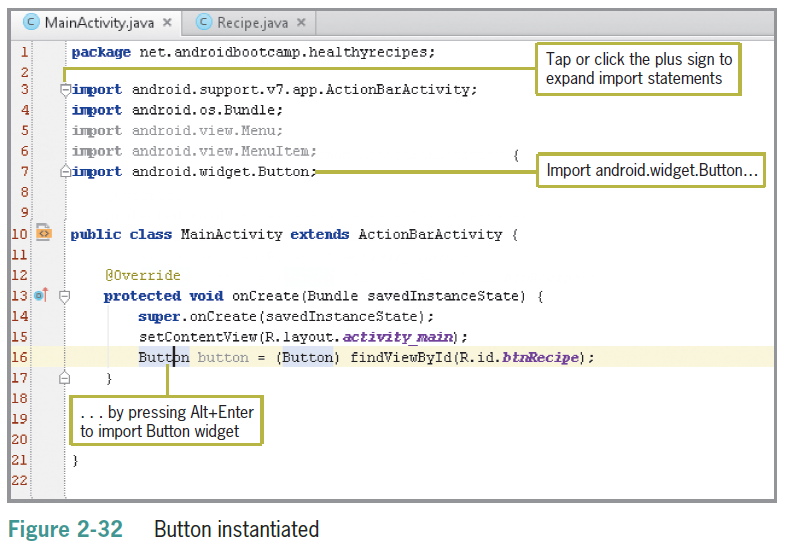 MainActivity.java × Recipe.java ×
1 package net.androidbootcamp.healthyrecipes;
Tap or click the plus sign to
expand import statements
2
3 import android.support.v7.app.ActionBarActivity;
4 import android.os.Bundle;
5 import android.view.Menu;
6 import android.view.MenuItem; {
7 import android.widget.Button;
Import android.widget.Button...
8
9
10 public class MainActivity extends ActionBarActivity {
11
12 @Override
13 protected void onCreate(Bundle savedInstanceState) {
14 super.onCreate(savedInstanceState);
15 setContentView(R.layout.activity_main);
16 Button button = (Button) findViewById(R.id.btnRecipe);
17 }
18
. . . by pressing Alt+Enter
to import Button widget
19
20
21 }
22
Figure 2-32 Button instantiated